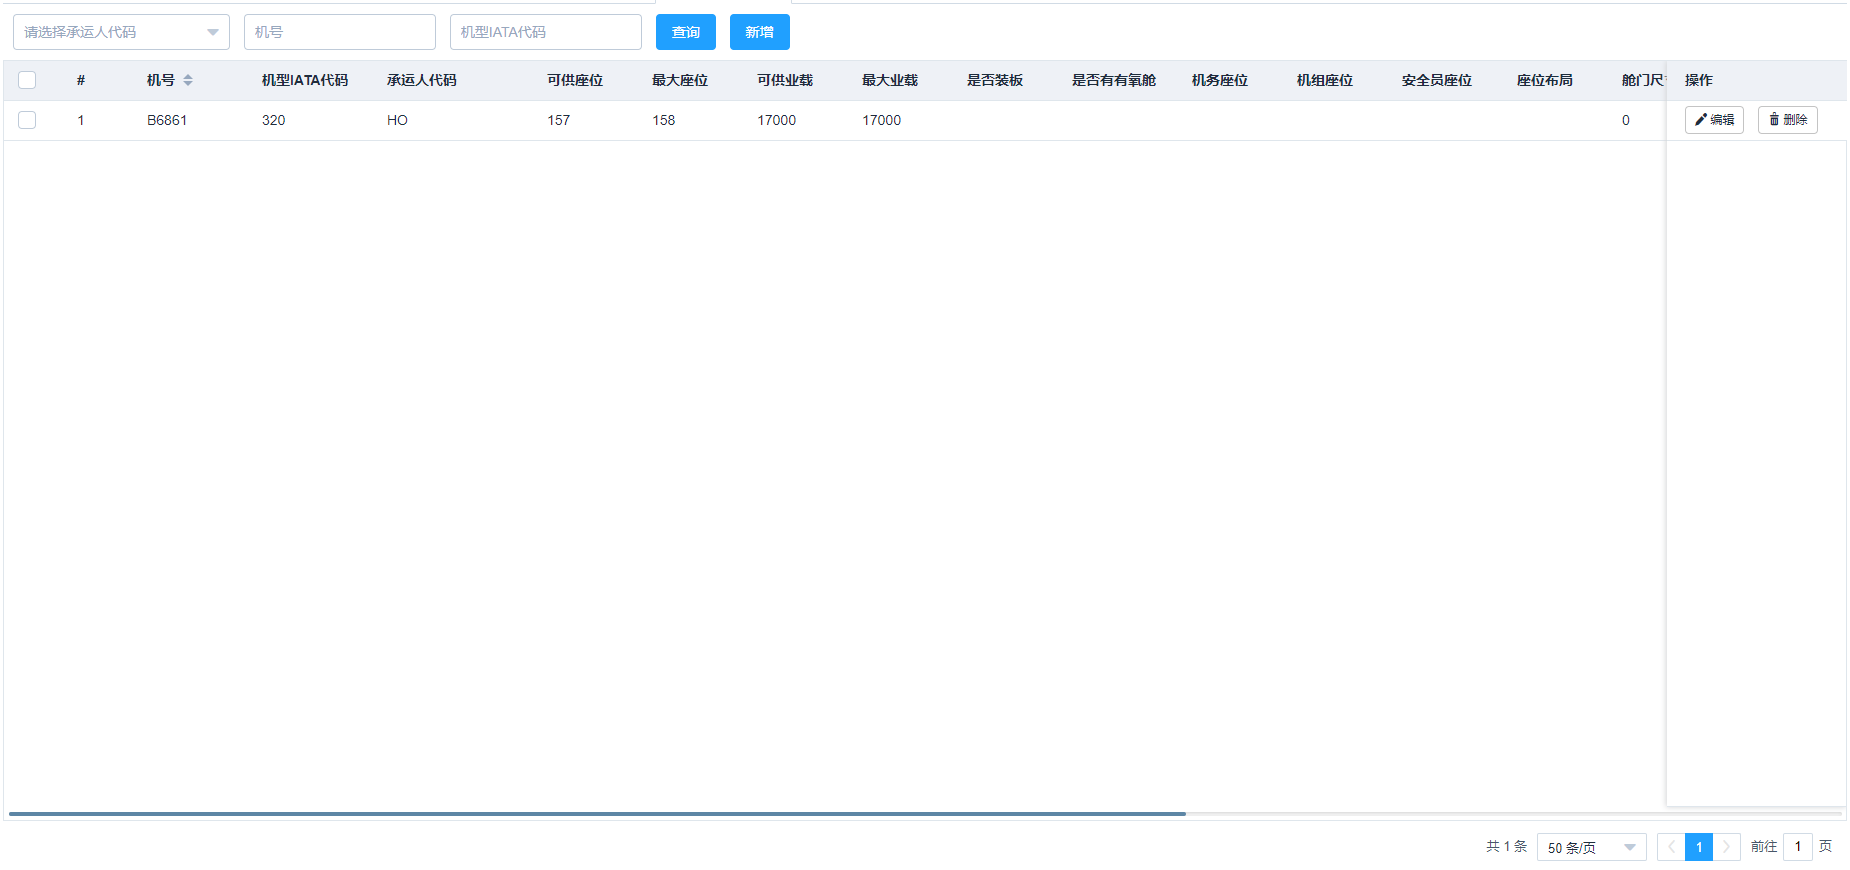 请选择承运人代码 机号 机型IATA代码 查询 新增
# 机号 机型IATA代码 承运人代码 可供座位 最大座位 可供业载 最大业载 是否装板 是否有有氧舱 机务座位 机组座位 安全员座位 座位布局 舱门尺 操作
1 B6861 320 HO 157 158 17000 17000 0 编辑 删除
共 1 条 50 条/页 1 前往 1 页